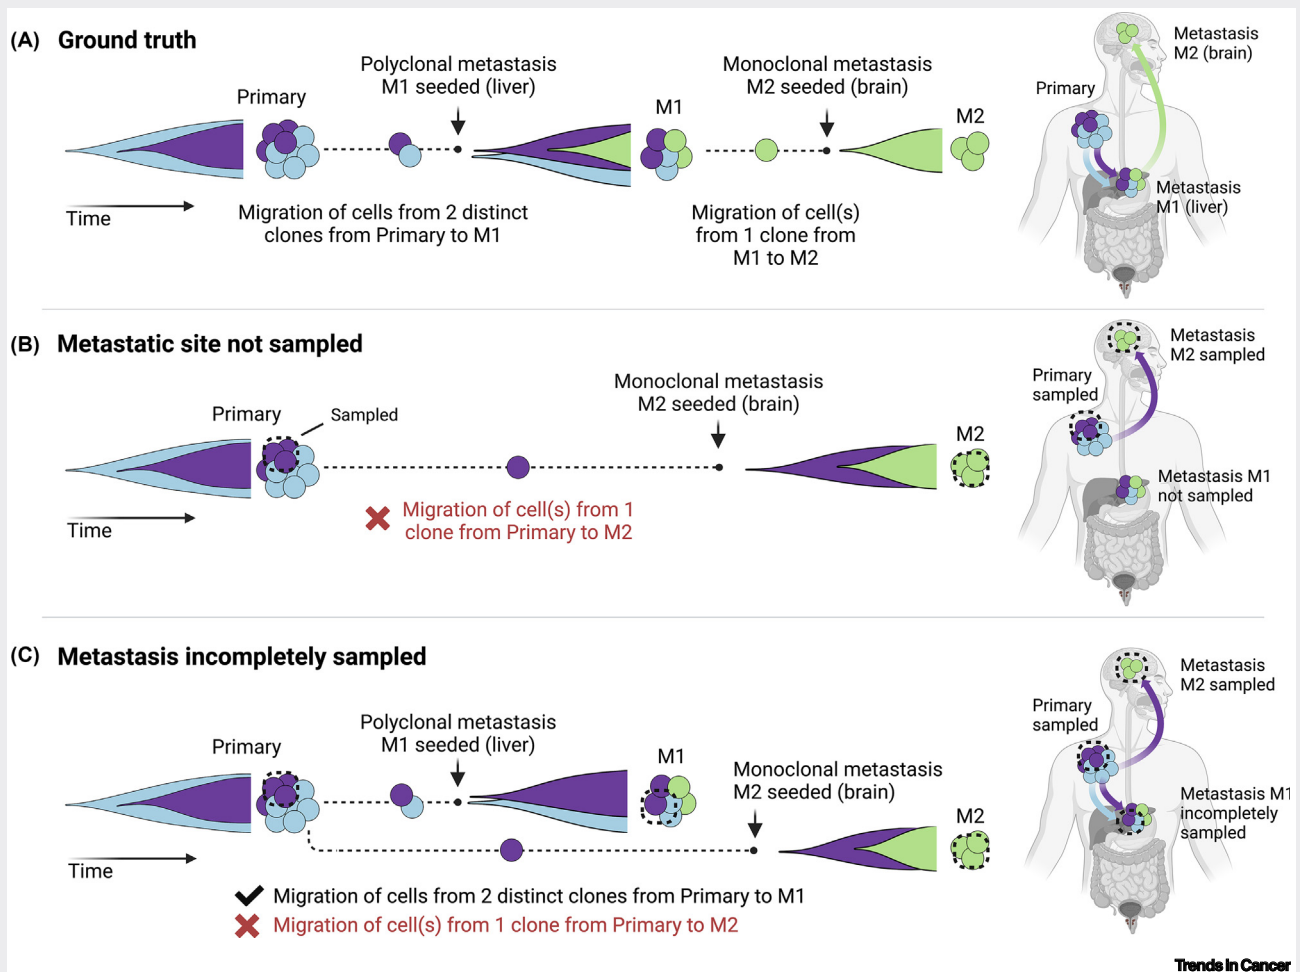 (A) Ground truth
Polyclonal metastasis
M1 seeded (liver)
Monoclonal metastasis
M2 seeded (brain)
Primary
M1
M2
Time
Migration of cells from 2 distinct
clones from Primary to M1
Migration of cell(s)
from 1 clone from
M1 to M2
Metastasis
M2 (brain)
Primary
Metastasis
M1 (liver)
(B) Metastatic site not sampled
Monoclonal metastasis
M2 seeded (brain)
Primary
Sampled
M2
Time
Migration of cell(s) from 1
clone from Primary to M2
Metastasis
M2 sampled
Primary
sampled
Metastasis M1
not sampled
(C) Metastasis incompletely sampled
Polyclonal metastasis
M1 seeded (liver)
Primary
M1
Monoclonal metastasis
M2 seeded (brain)
M2
Time
Migration of cells from 2 distinct clones from Primary to M1
Migration of cell(s) from 1 clone from Primary to M2
Metastasis
M2 sampled
Primary
sampled
Metastasis M1
incompletely
sampled
Trends in Cancer